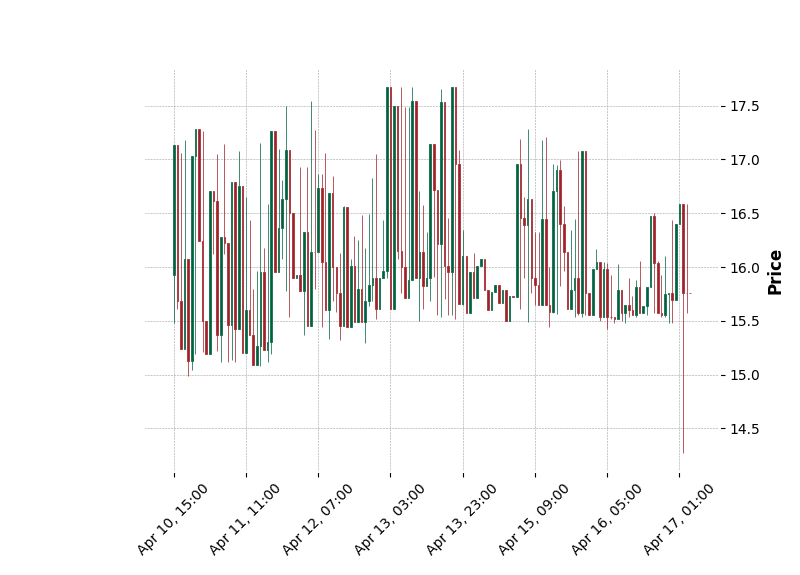 17.5
17.0
16.5
16.0
15.5
15.0
14.5
Price
Apr 10, 15:00
Apr 11, 11:00
Apr 12, 07:00
Apr 13, 03:00
Apr 13, 23:00
Apr 15, 09:00
Apr 16, 05:00
Apr 17, 01:00